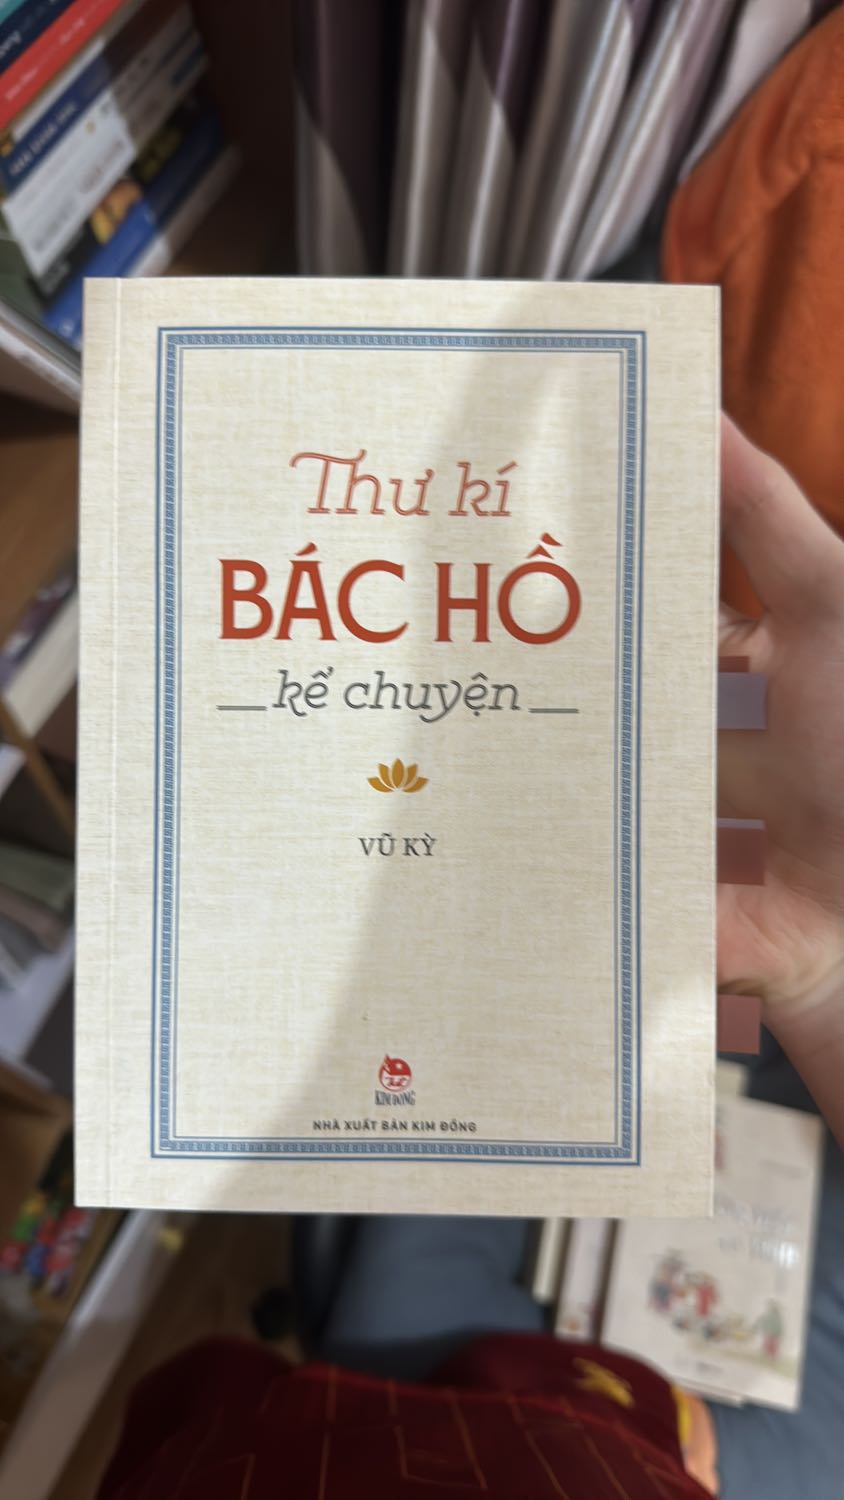 Thư kí
BÁC HỒ
kể chuyện
VŨ KỲ
KIM ĐỒNG
NHÀ XUẤT BẢN KIM ĐỒNG